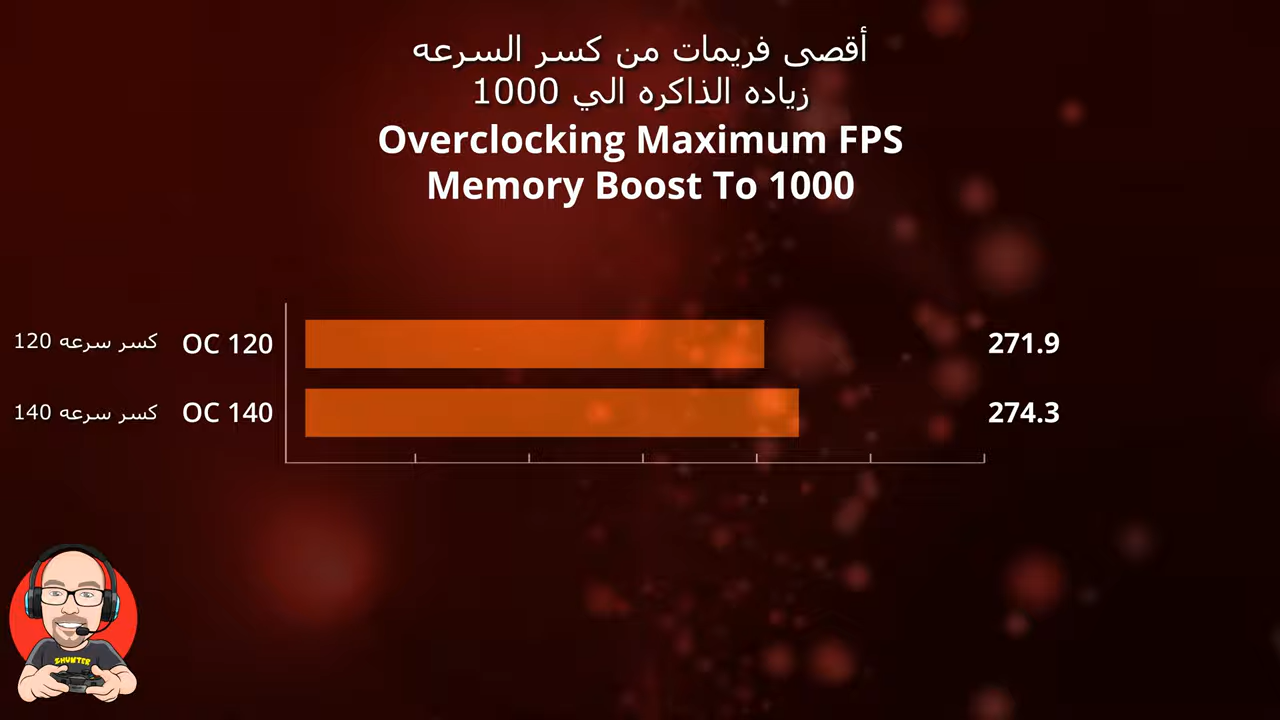 أقصى فريمات من كسر السرعه
زياده الذاكره الي 1000
Overclocking Maximum FPS
Memory Boost To 1000
كسر سرعه 120 OC 120 271.9
كسر سرعه 140 OC 140 274.3
SHUNTER